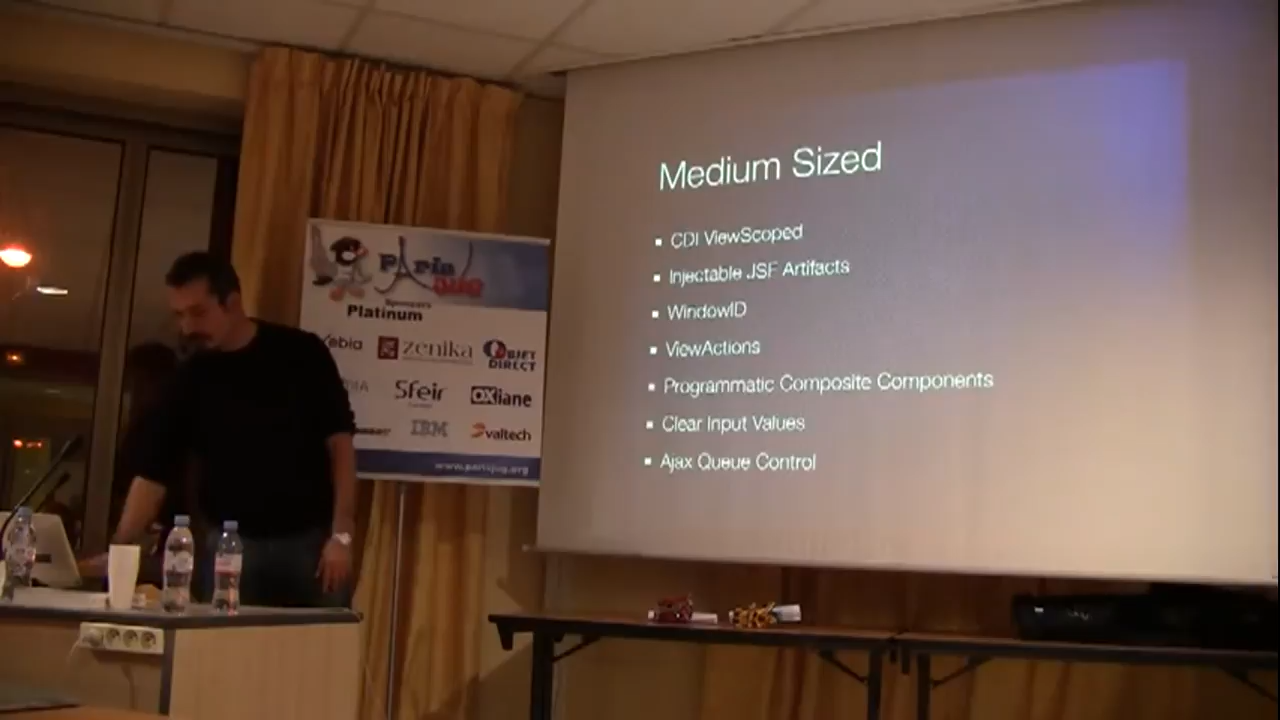 Medium Sized
CDI ViewScoped
Injectable JSF Artifacts
WindowID
ViewActions
Programmatic Composite Components
Clear Input Values
Ajax Queue Control
Paris
JUG
Sponsors
Platinum
Xebia
zenika
OBJET
DIRECT
Sfeir
OXiane
IBM
valtech
www.parisjug.org